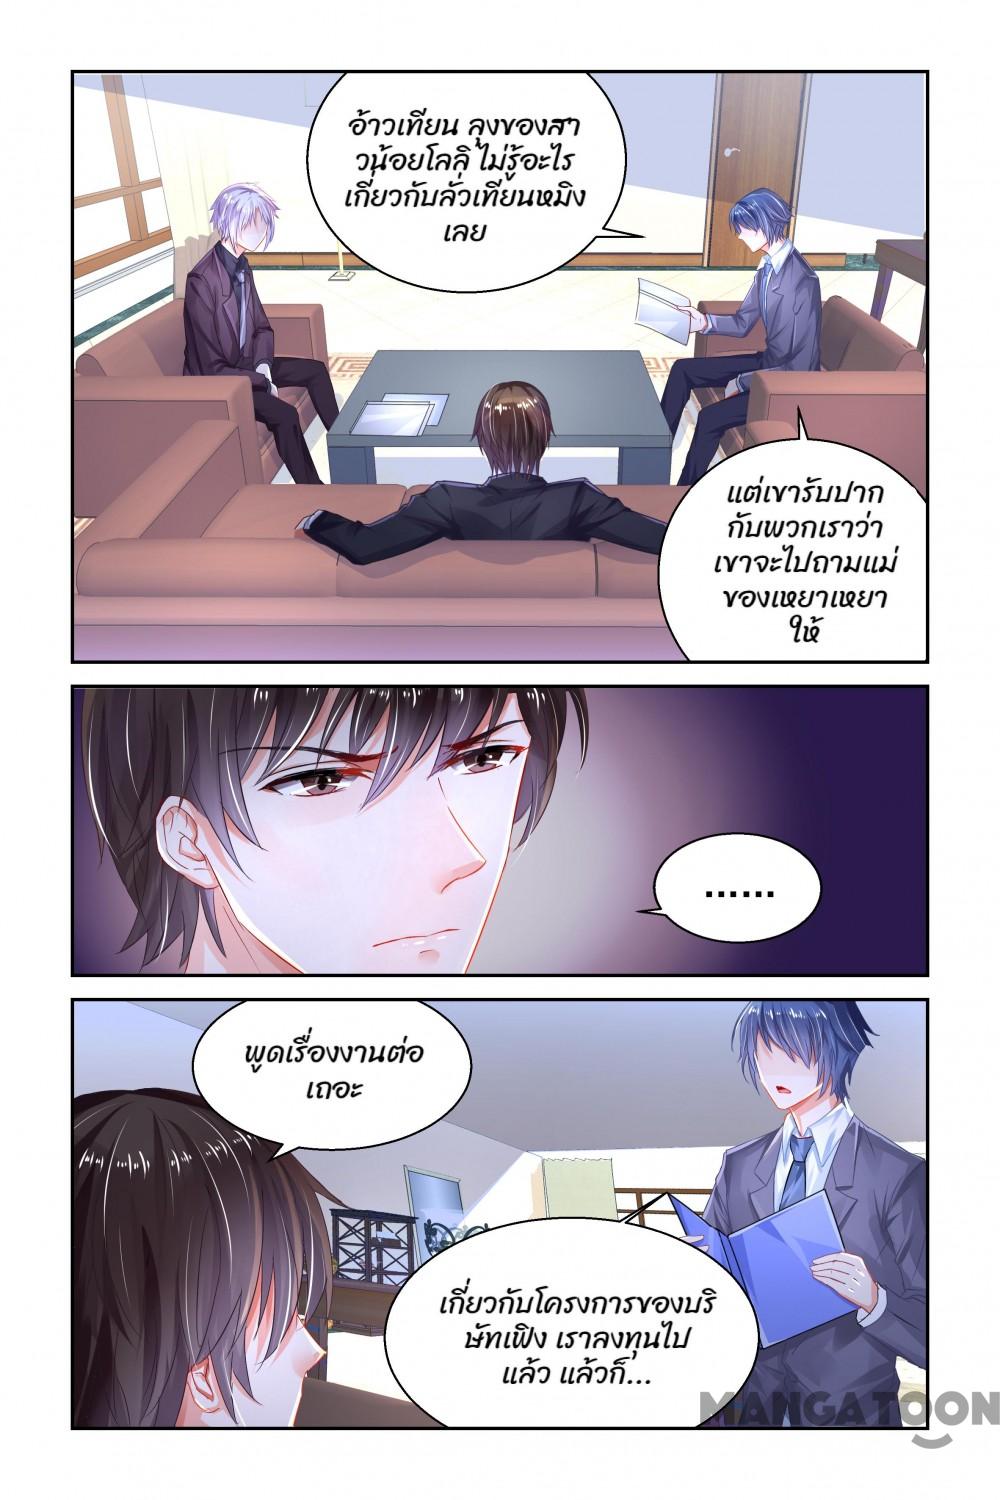 อ้าวเทียน ลุงของสา
วน้อยโลลิ ไม่รู้อะไร
เกี่ยวกับลั่วเทียนหมิง
เลย
แต่เขารับปาก
กับพวกเราว่า
เขาจะไปถามแม่
ของเหยาเหยา
ให้
......
พูดเรื่องงานต่อ
เถอะ
เกี่ยวกับโครงการของบริ
ษัทเฟิง เราลงทุนไป
แล้ว แล้วก็...
MANGATOON